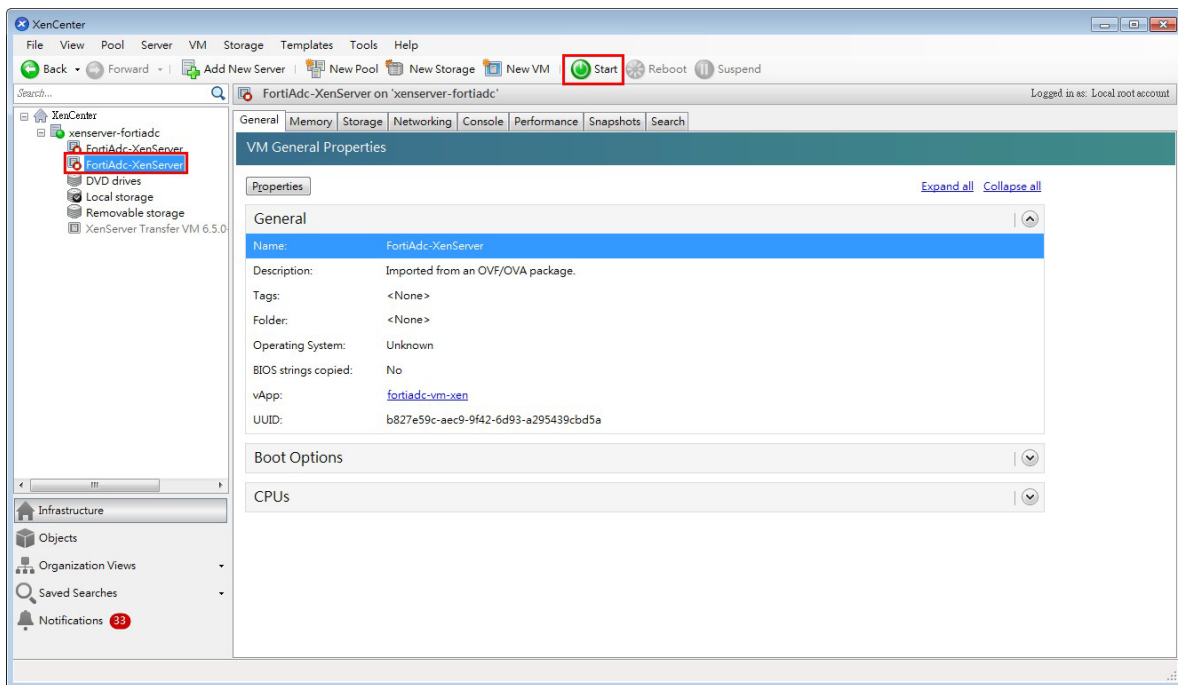 XenCenter
File View Pool Server VM Storage Templates Tools Help
Back Forward Add New Server New Pool New Storage New VM Start Reboot Suspend
Search...
FortiAdc-XenServer on 'xenserver-fortiadc'
Logged in as: Local root account
XenCenter
xenserver-fortiadc
FortiAdc-XenServer
FortiAdc-XenServer
DVD drives
Local storage
Removable storage
XenServer Transfer VM 6.5.0-
General Memory Storage Networking Console Performance Snapshots Search
VM General Properties
Properties
Expand all Collapse all
General
Name: FortiAdc-XenServer
Description: Imported from an OVF/OVA package.
Tags: <None>
Folder: <None>
Operating System: Unknown
BIOS strings copied: No
vApp: fortiadc-vm-xen
UUID: b827e59c-aec9-9f42-6d93-a295439cbd5a
Boot Options
CPUs
Infrastructure
Objects
Organization Views
Saved Searches
Notifications 33